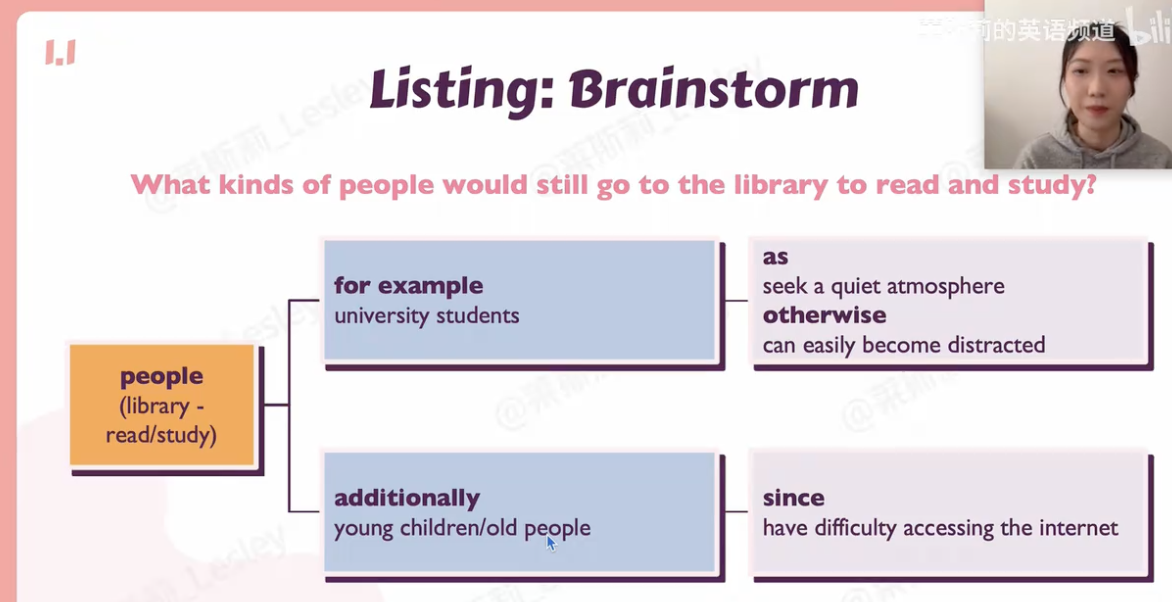 莉的英语频道 bili
Listing: Brainstorm
What kinds of people would still go to the library to read and study?
people
(library -
read/study)
for example
university students
as
seek a quiet atmosphere
otherwise
can easily become distracted
additionally
young children/old people
since
have difficulty accessing the internet
@莱斯莉_Lesley